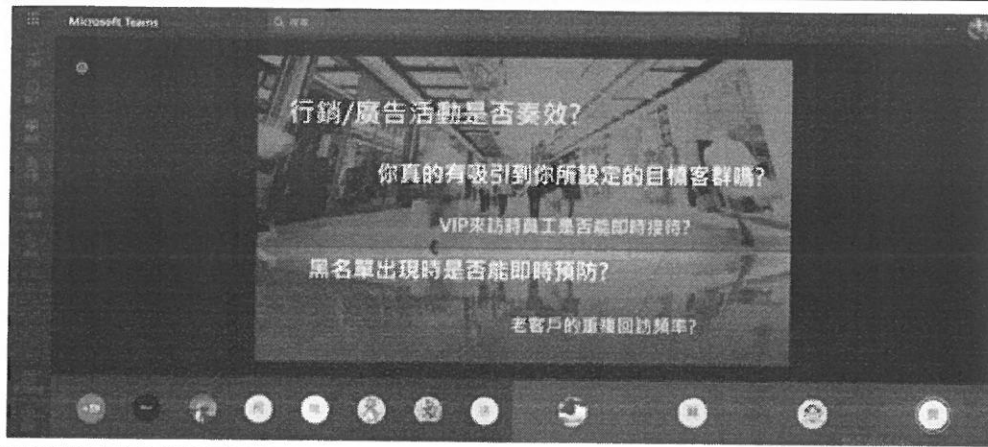 Microsoft Teams
搜尋
行銷/廣告活動是否奏效?
你真的有吸引到你所設定的目標客群嗎?
VIP來訪時員工是否能即時接待?
黑名單出現時是否能即時預防?
老客戶的重複回訪頻率?